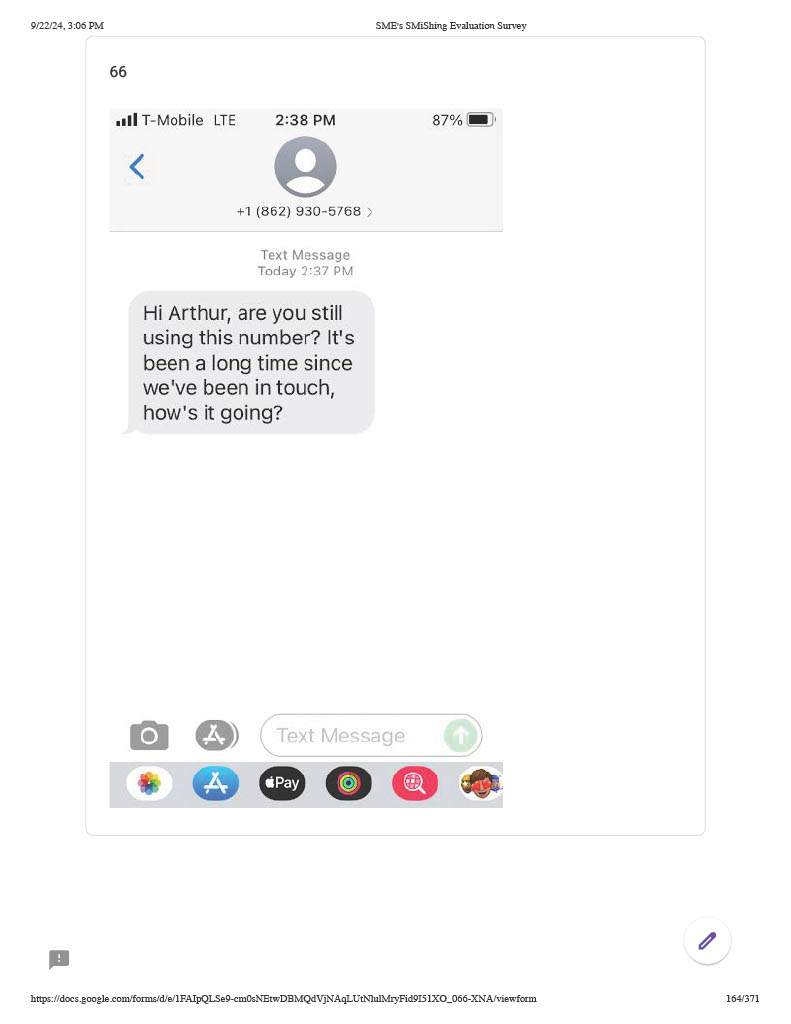 9/22/24, 3:06 PM SME's SMiShing Evaluation Survey
66
T-Mobile LTE 2:38 PM 87%
+1 (862) 930-5768 >
Text Message
Today 2:37 PM
Hi Arthur, are you still
using this number? It's
been a long time since
we've been in touch,
how's it going?
Text Message
Pay
https://docs.google.com/forms/d/e/1FAIpQLSe9-cm0sNEtwDBMQdVjNAqLUtNlulMryFid9I51XO_066-XNA/viewform 164/371